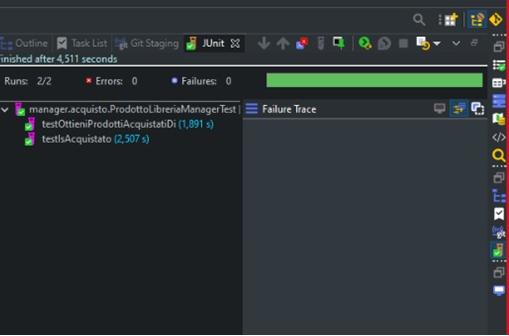 Outline Task List Git Staging JUnit
inished after 4,511 seconds
Runs: 2/2 Errors: 0 Failures: 0
manager.acquisto.ProdottoLibreriaManagerTest Failure Trace
testOttieniProdottiAcquistatiDi (1,891 s)
testIsAcquistato (2,507 s)